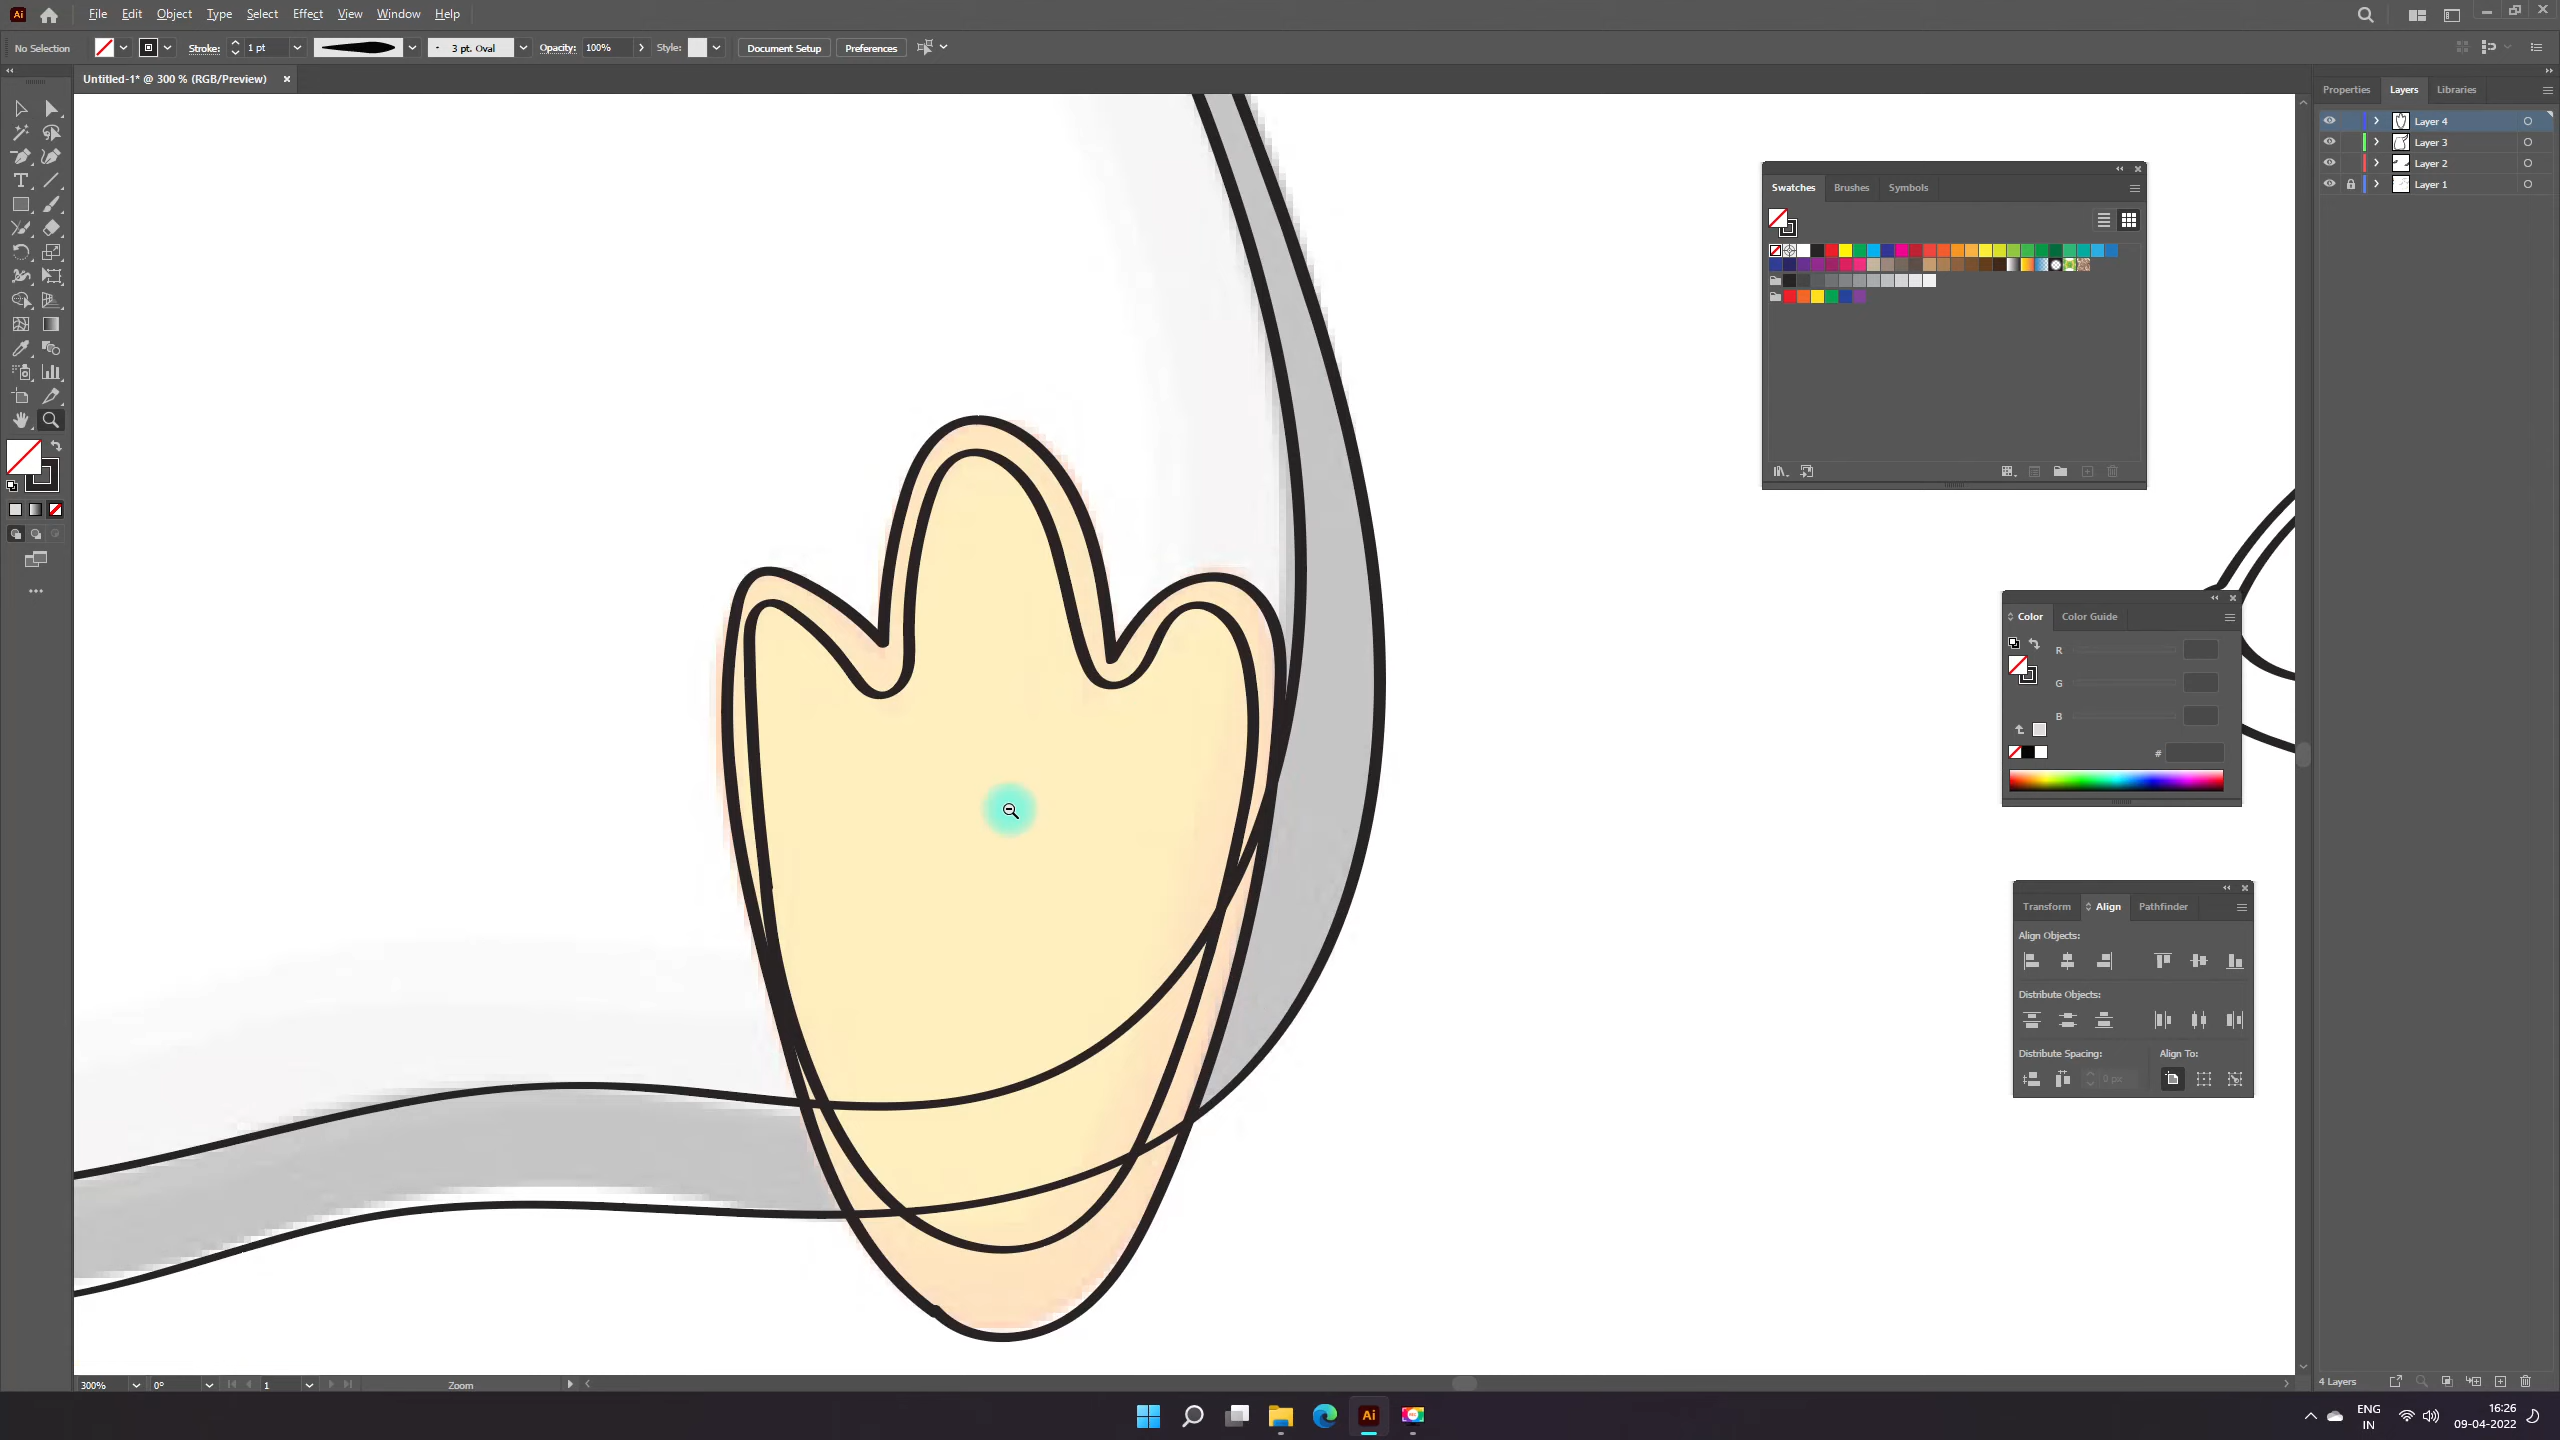 Ai File Edit Object Type Select Effect View Window Help
No Selection Stroke: 1 pt 3 pt. Oval Opacity: 100% Style: Document Setup Preferences
Untitled-1* @ 300 % (RGB/Preview)
Properties Layers Libraries
Layer 4
Layer 3
Layer 2
Layer 1
Swatches Brushes Symbols
Color Color Guide
R
G
B
#
Transform Align Pathfinder
Align Objects:
Distribute Objects:
Distribute Spacing: Align To:
0 px
300% 0° 1 Zoom
4 Layers
Ai
ENG
IN
16:26
09-04-2022